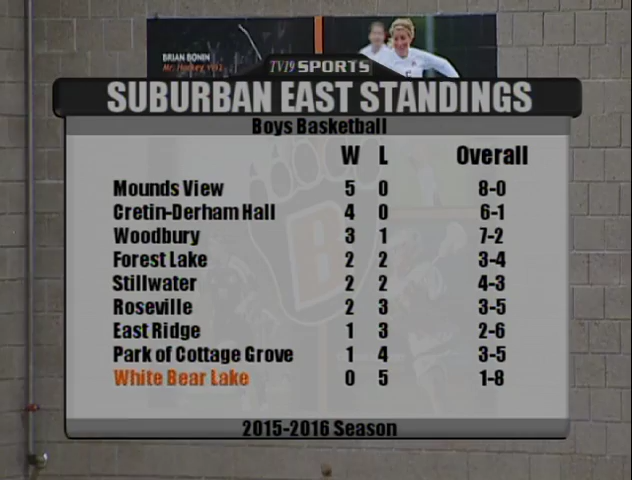 BRIAN BONIN
Mr. Hockey 1992
TV19 SPORTS
SUBURBAN EAST STANDINGS
Boys Basketball
W L Overall
Mounds View 5 0 8-0
Cretin-Derham Hall 4 0 6-1
Woodbury 3 1 7-2
Forest Lake 2 2 3-4
Stillwater 2 2 4-3
Roseville 2 3 3-5
East Ridge 1 3 2-6
Park of Cottage Grove 1 4 3-5
White Bear Lake 0 5 1-8
B
2015-2016 Season